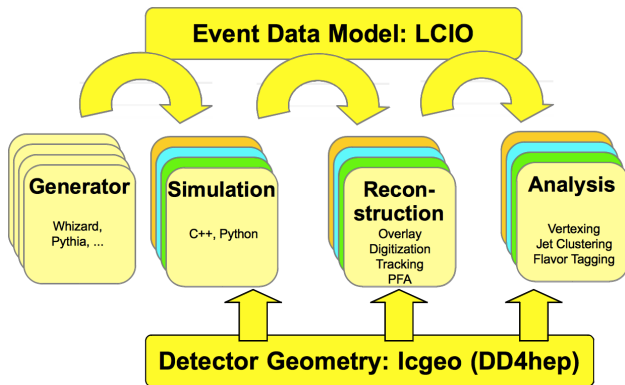 Event Data Model: LCIO
Generator
Whizard,
Pythia, ...
Simulation
C++, Python
Recon-
struction
Overlay
Digitization
Tracking
PFA
Analysis
Vertexing
Jet Clustering
Flavor Tagging
Detector Geometry: lcgeo (DD4hep)